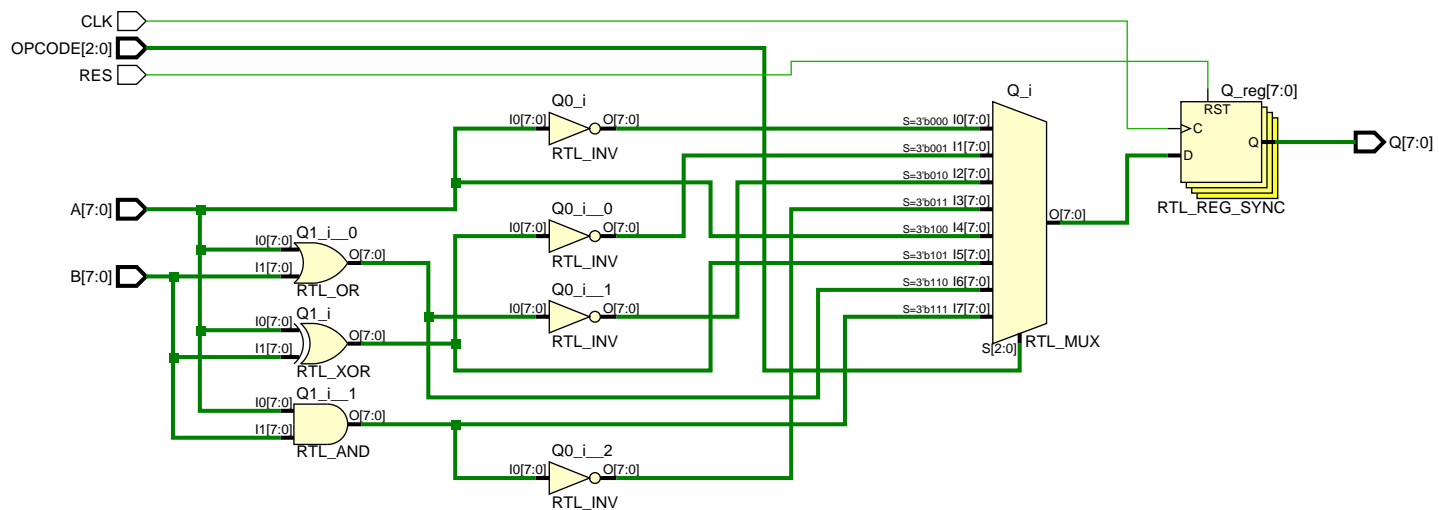 CLK
OPCODE[2:0]
RES
Q0_i
I0[7:0]
O[7:0]
RTL_INV
Q_i
S=3'b000 I0[7:0]
S=3'b001 I1[7:0]
S=3'b010 I2[7:0]
S=3'b011 I3[7:0]
S=3'b100 I4[7:0]
S=3'b101 I5[7:0]
S=3'b110 I6[7:0]
S=3'b111 I7[7:0]
O[7:0]
S[2:0]
RTL_MUX
Q_reg[7:0]
RST
C
D
Q
RTL_REG_SYNC
Q[7:0]
A[7:0]
B[7:0]
Q1_i__0
I0[7:0]
I1[7:0]
O[7:0]
RTL_OR
Q1_i
I0[7:0]
I1[7:0]
O[7:0]
RTL_XOR
Q1_i__1
I0[7:0]
I1[7:0]
O[7:0]
RTL_AND
Q0_i__0
I0[7:0]
O[7:0]
RTL_INV
Q0_i__1
I0[7:0]
O[7:0]
RTL_INV
Q0_i__2
I0[7:0]
O[7:0]
RTL_INV